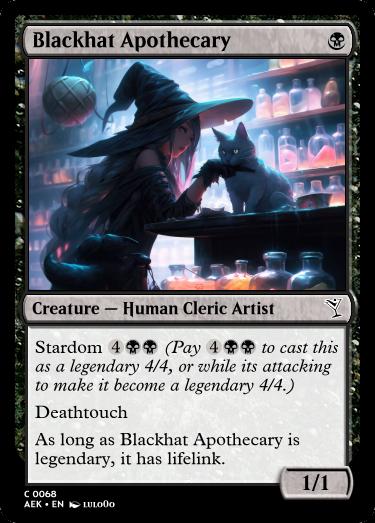 Blackhat Apothecary
Creature — Human Cleric Artist
Stardom 4 (Pay 4 to cast
this as a legendary 4/4, or while its attacking
to make it become a legendary 4/4.)
Deathtouch
As long as Blackhat Apothecary is
legendary, it has lifelink.
1/1
C 0068
AEK • EN LULO0o